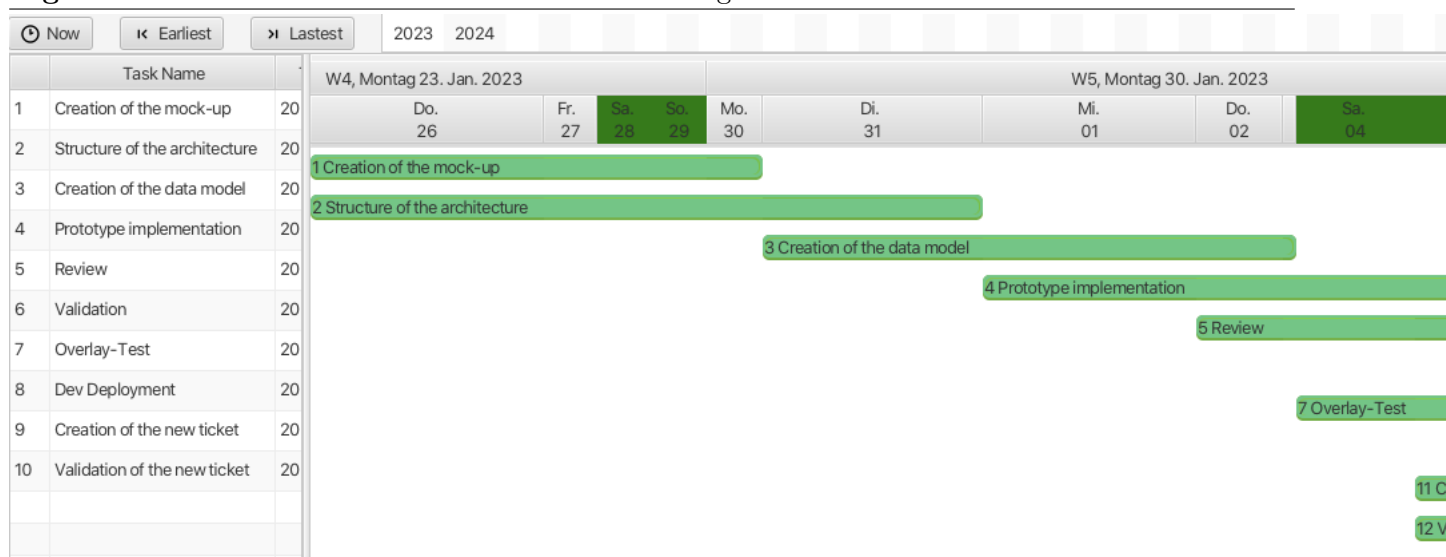 Now Earliest Lastest 2023 2024
Task Name W4, Montag 23. Jan. 2023 W5, Montag 30. Jan. 2023
Do. Fr. Sa. So. Mo. Di. Mi. Do. Sa.
26 27 28 29 30 31 01 02 04
1 Creation of the mock-up 20
2 Structure of the architecture 20
3 Creation of the data model 20
4 Prototype implementation 20
5 Review 20
6 Validation 20
7 Overlay-Test 20
8 Dev Deployment 20
9 Creation of the new ticket 20
10 Validation of the new ticket 20
1 Creation of the mock-up
2 Structure of the architecture
3 Creation of the data model
4 Prototype implementation
5 Review
7 Overlay-Test
11 C
12 V